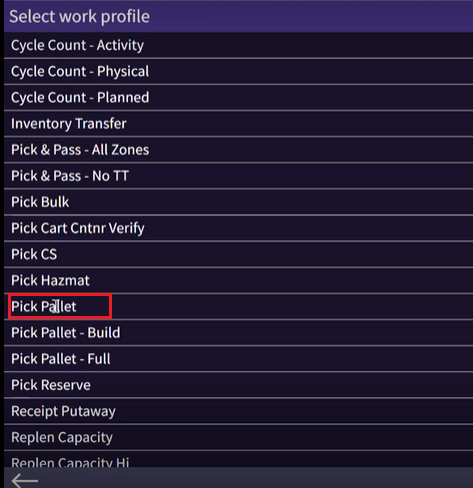 Select work profile
Cycle Count - Activity
Cycle Count - Physical
Cycle Count - Planned
Inventory Transfer
Pick & Pass - All Zones
Pick & Pass - No TT
Pick Bulk
Pick Cart Cntnr Verify
Pick CS
Pick Hazmat
Pick Pallet
Pick Pallet - Build
Pick Pallet - Full
Pick Reserve
Receipt Putaway
Replen Capacity
Replen Capacity Hi